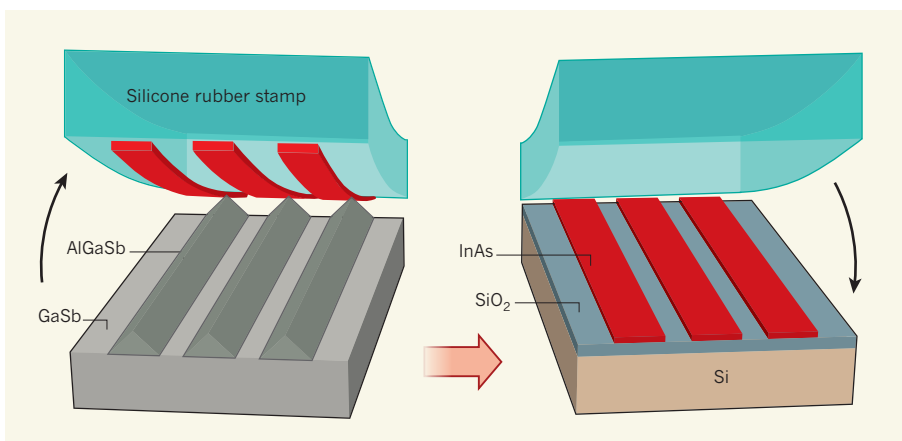 Silicone rubber stamp
AlGaSb
GaSb
InAs
SiO₂
Si